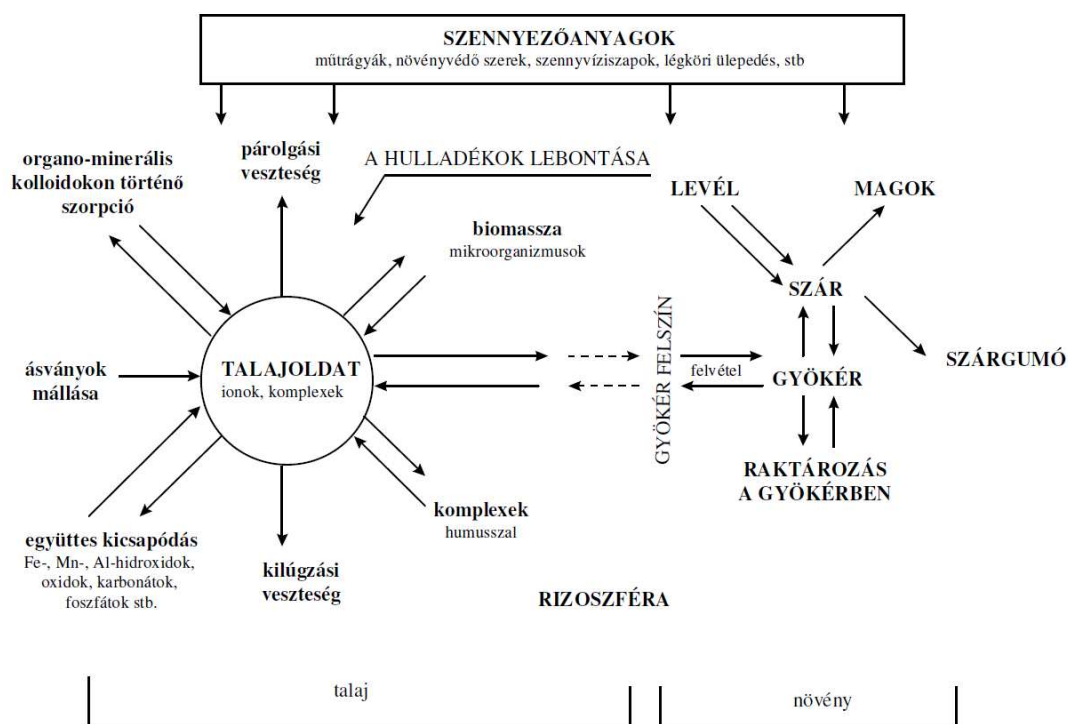 SZENNYEZŐANYAGOK
műtrágyák, növényvédő szerek, szennyvíziszapok, légköri ülepedés, stb
organo-minerális
kolloidokon történő
szorpció
párolgási
veszteség
A HULLADÉKOK LEBONTÁSA
LEVÉL
MAGOK
biomassza
mikroorganizmusok
SZÁR
SZÁRGUMÓ
ásványok
mállása
TALAJOLDAT
ionok, komplexek
GYÖKÉR FELSZÍN
felvétel
GYÖKÉR
RAKTÁROZÁS
A GYÖKÉRBEN
komplexek
humusszal
együttes kicsapódás
Fe-, Mn-, Al-hidroxidok,
oxidok, karbonátok,
foszfátok stb.
kilúgzási
veszteség
RIZOSZFÉRA
talaj
növény